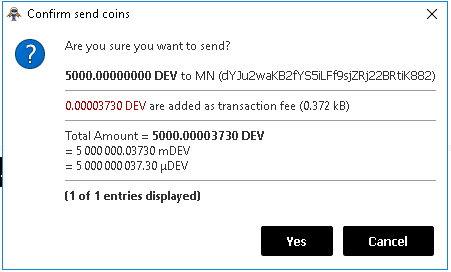 Confirm send coins
Are you sure you want to send?
5000.00000000 DEV to MN (dYJu2waKB2fYS5iLFf9sjZRj22BRtiK882)
0.00003730 DEV are added as transaction fee (0.372 kB)
Total Amount = 5000.00003730 DEV
= 5 000 000.03730 mDEV
= 5 000 000 037.30 μDEV
(1 of 1 entries displayed)
Yes
Cancel